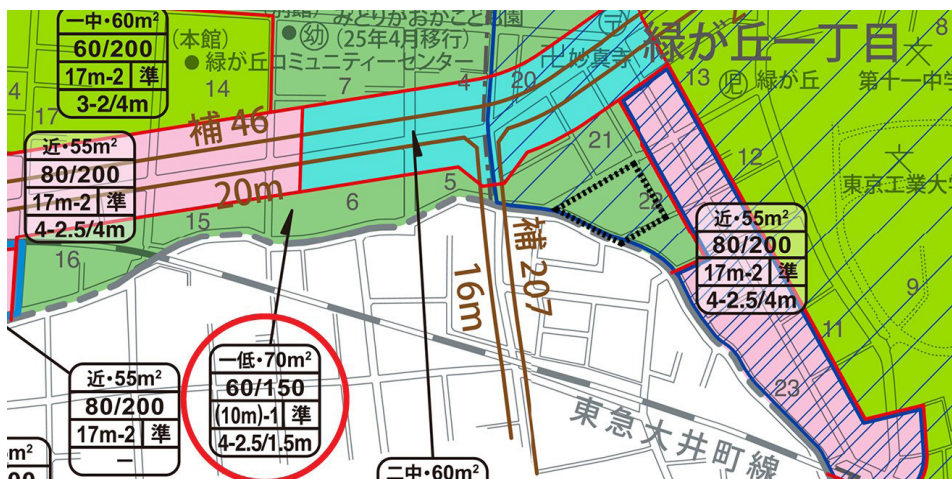 一中・60m²
60/200
17m-2 準
3-2/4m
みどりがおかこども園
(本館)
幼 (25年4月移行)
緑が丘コミュニティーセンター
卍妙真寺
緑が丘一丁目
児 緑が丘
第十一中学
文
文
東京工業大学
8
14
17
7
4
20
13
21
12
22
5
6
15
16
9
11
23
補 46
20m
補 207
16m
近・55m²
80/200
17m-2 準
4-2.5/4m
近・55m²
80/200
17m-2 準
4-2.5/4m
近・55m²
80/200
17m-2 準
－
一低・70m²
60/150
(10m)-1 準
4-2.5/1.5m
二中・60m²
東急大井町線